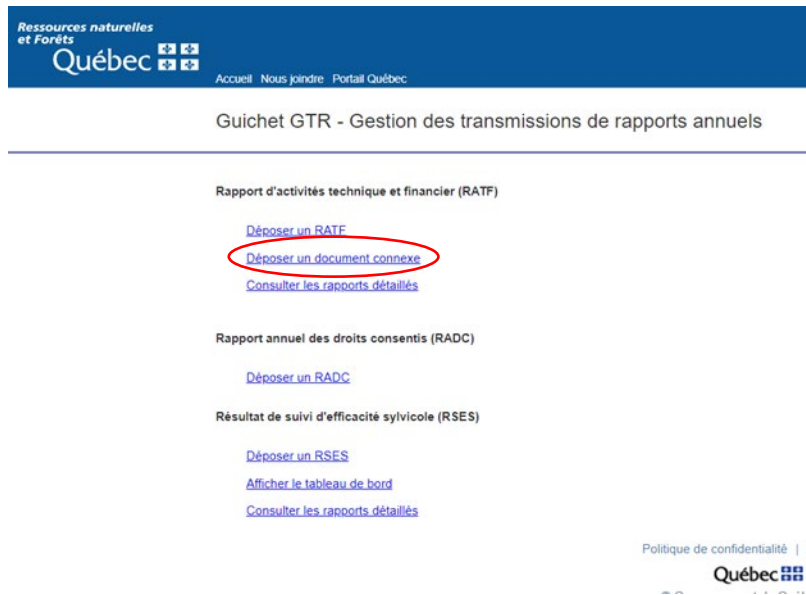 Ressources naturelles
et Forêts
Québec
Accueil Nous joindre Portail Québec
Guichet GTR - Gestion des transmissions de rapports annuels
Rapport d'activités technique et financier (RATF)
Déposer un RATF
Déposer un document connexe
Consulter les rapports détaillés
Rapport annuel des droits consentis (RADC)
Déposer un RADC
Résultat de suivi d'efficacité sylvicole (RSES)
Déposer un RSES
Afficher le tableau de bord
Consulter les rapports détaillés
Politique de confidentialité |
Québec